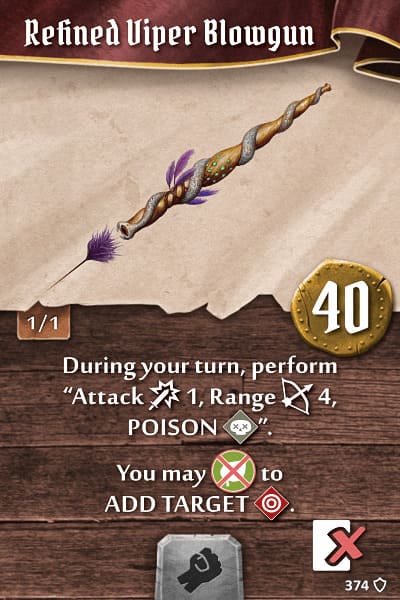 Refined Viper Blowgun
40
1/1
During your turn, perform
“Attack 1, Range 4,
POISON ”.
You may to
ADD TARGET .
374